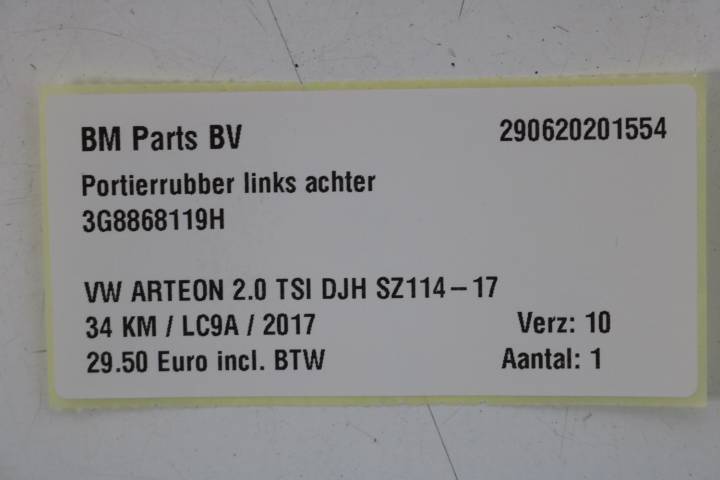 BM Parts BV 290620201554
Portierrubber links achter
3G8868119H
VW ARTEON 2.0 TSI DJH SZ114-17
34 KM / LC9A / 2017 Verz: 10
29.50 Euro incl. BTW Aantal: 1